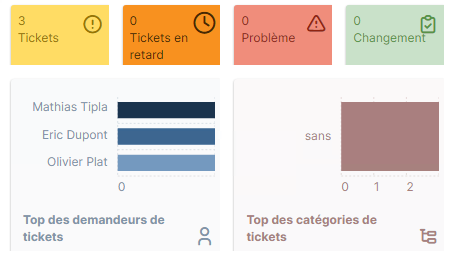 3
Tickets
0
Tickets en
retard
0
Problème
0
Changement
Mathias Tipla
Eric Dupont
Olivier Plat
0
Top des demandeurs de
tickets
sans
0 1 2
Top des catégories de
tickets